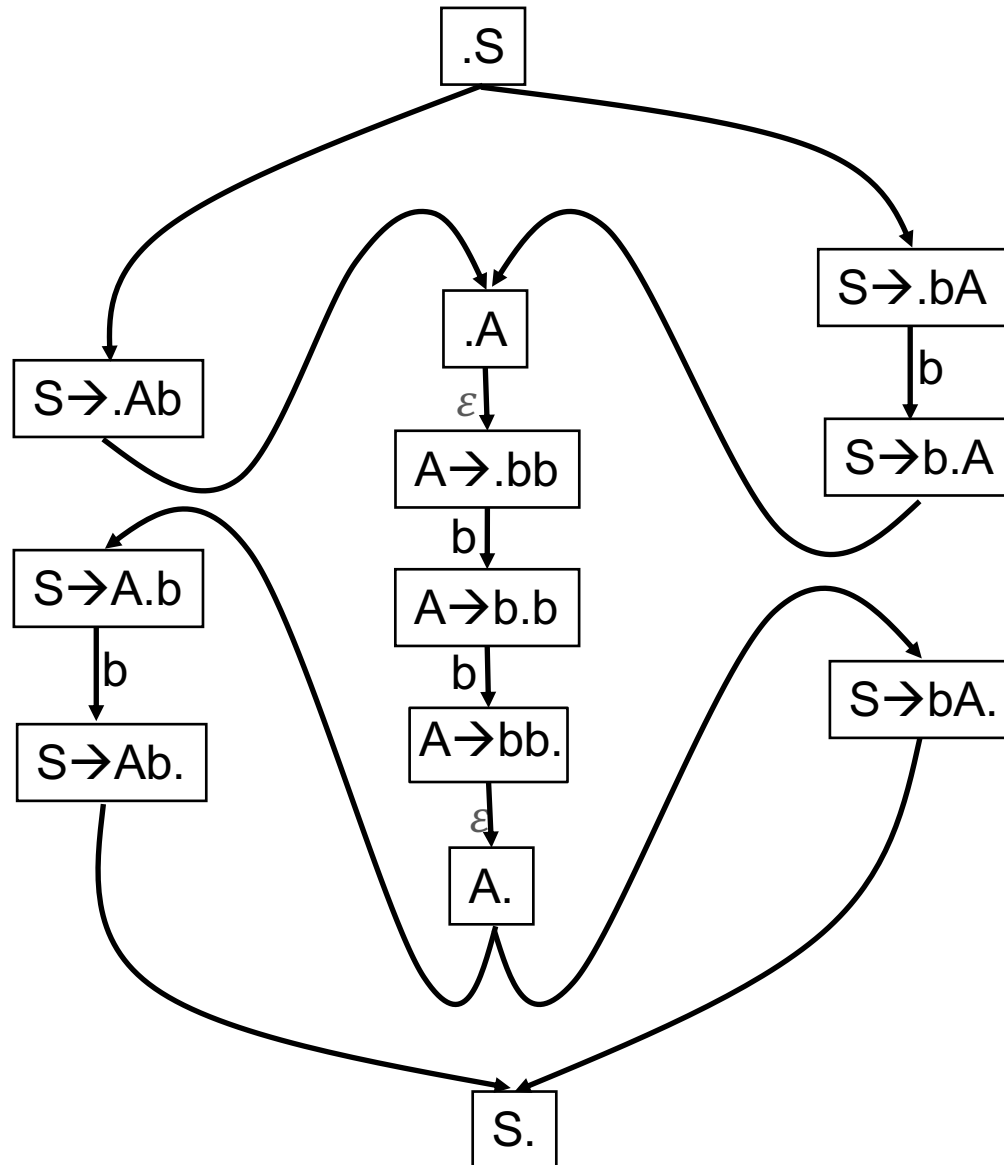 .S
S→.bA
.A
b
S→.Ab
ε
A→.bb
S→b.A
b
S→A.b
A→b.b
b
b
S→bA.
S→Ab.
A→bb.
ε
A.
S.